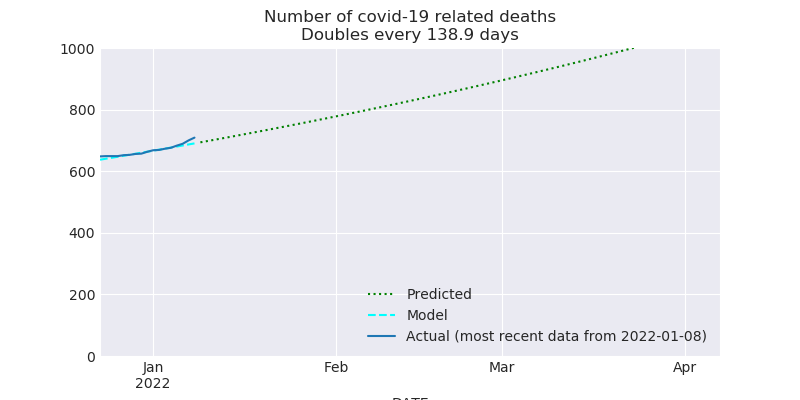 Number of covid-19 related deaths
Doubles every 138.9 days
1000
800
600
400
200
0
Predicted
Model
Actual (most recent data from 2022-01-08)
Jan Feb Mar Apr
2022
DATE